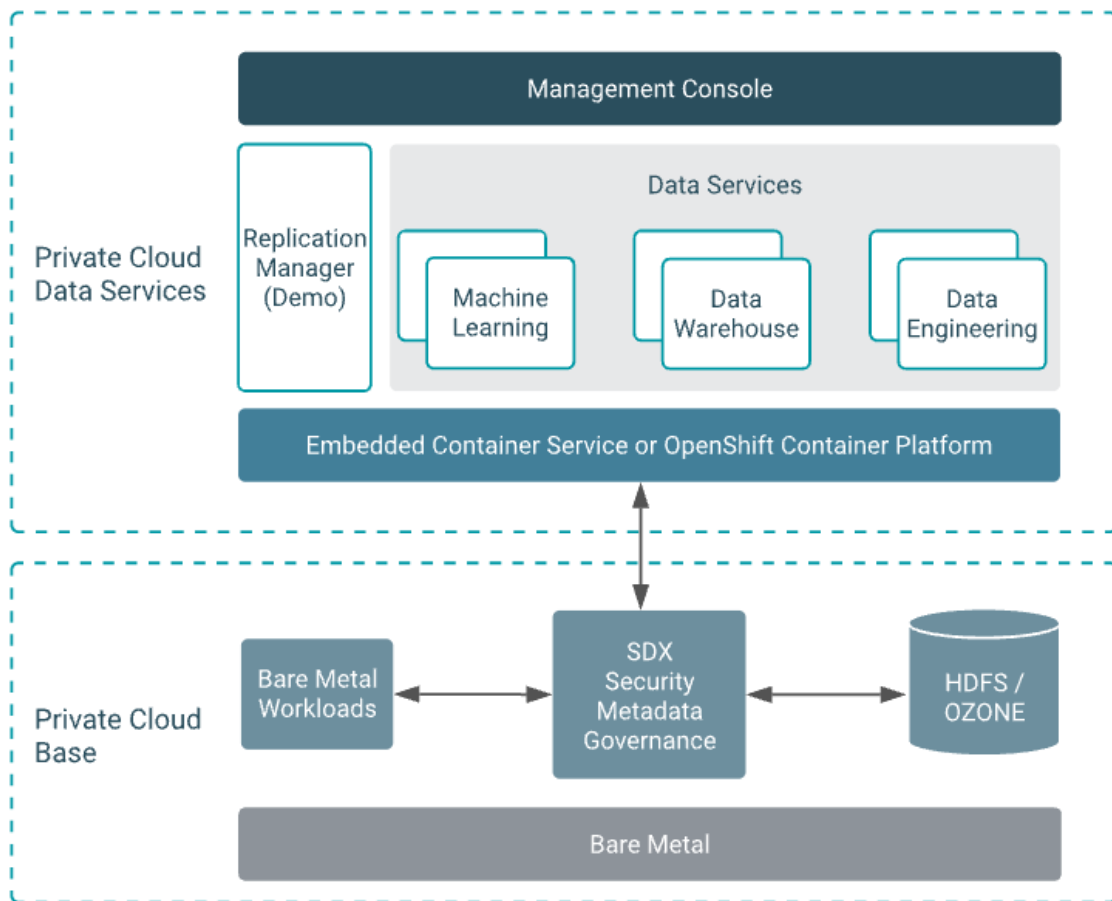 Management Console
Private Cloud
Data Services
Replication
Manager
(Demo)
Data Services
Machine
Learning
Data
Warehouse
Data
Engineering
Embedded Container Service or OpenShift Container Platform
Private Cloud
Base
Bare Metal
Workloads
SDX
Security
Metadata
Governance
HDFS /
OZONE
Bare Metal